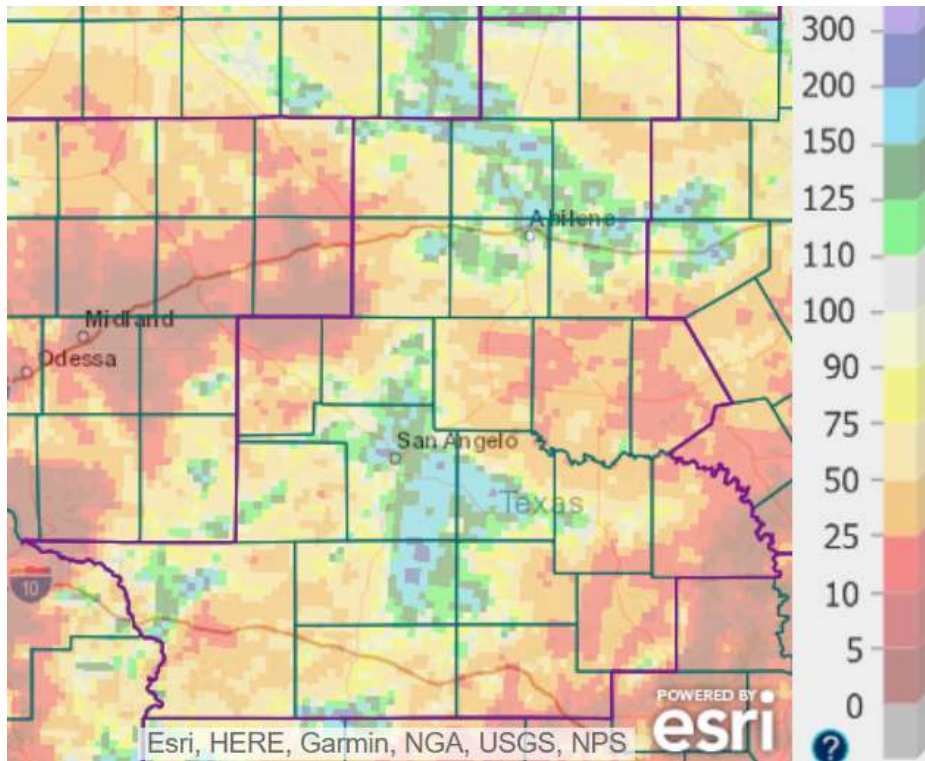 300
200
150
125
110
100
90
75
50
25
10
5
0
Abilene
Midland
Odessa
San Angelo
Texas
10
POWERED BY
esri
Esri, HERE, Garmin, NGA, USGS, NPS
?